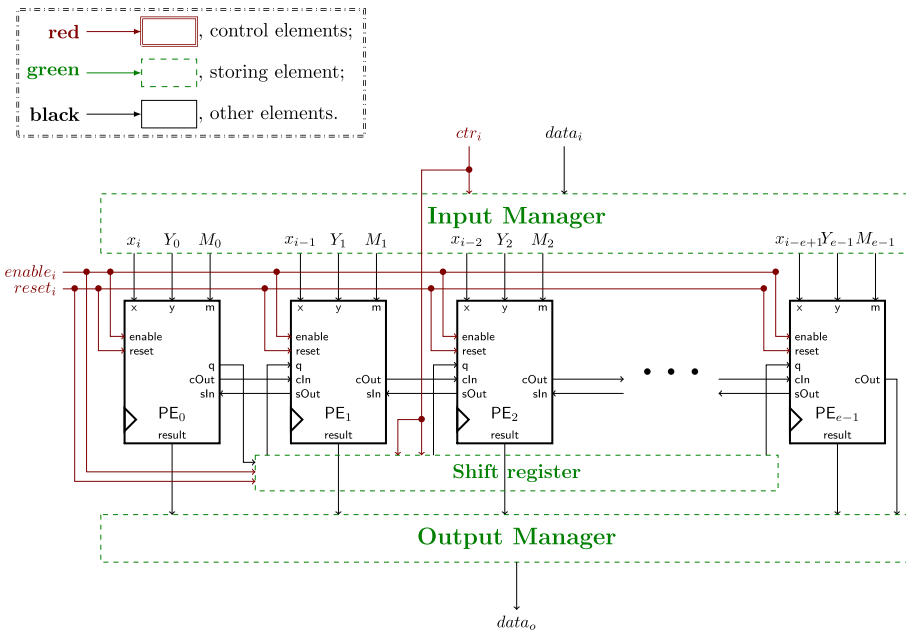 red , control elements;
green , storing element;
black , other elements.
ctr_i data_i
Input Manager
x_i Y_0 M_0 x_{i−1} Y_1 M_1 x_{i−2} Y_2 M_2 x_{i−e+1} Y_{e−1} M_{e−1}
enable_i
reset_i
x y m x y m x y m x y m
enable enable enable enable
reset reset reset reset
q q q q
cOut cIn cOut cIn cOut cIn cOut
sIn sOut sIn sOut sIn sOut
PE_0 PE_1 PE_2 • • • PE_{e−1}
result result result result
Shift register
Output Manager
data_o